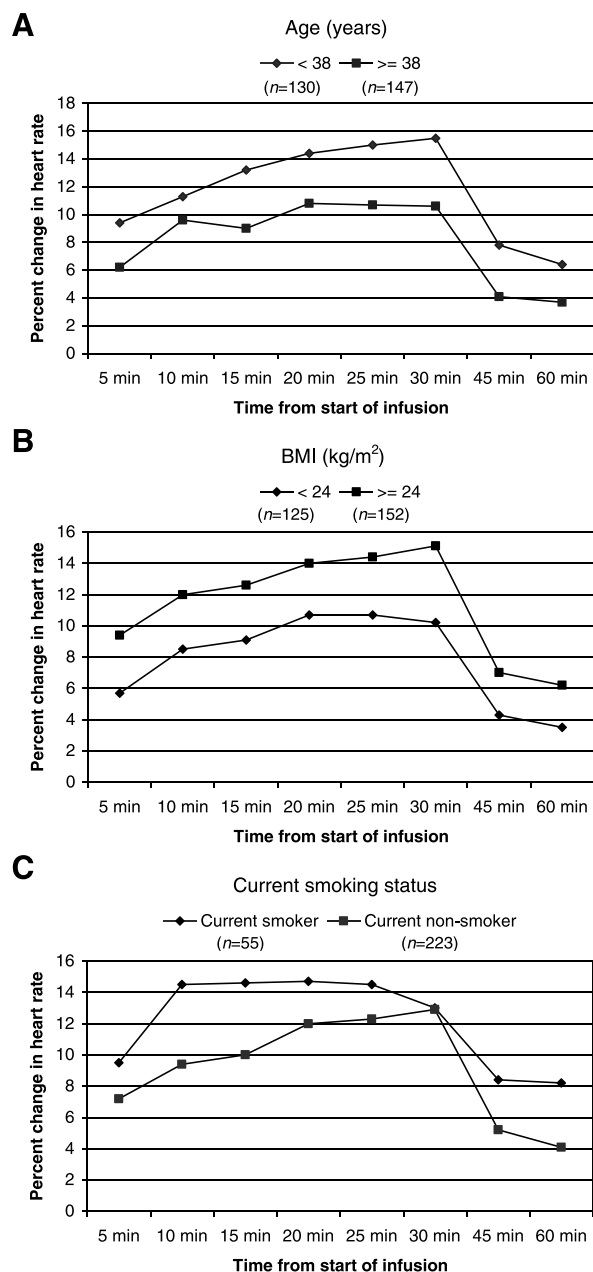 A
Age (years)
< 38 >= 38
(n=130) (n=147)
Percent change in heart rate
18
16
14
12
10
8
6
4
2
0
5 min 10 min 15 min 20 min 25 min 30 min 45 min 60 min
Time from start of infusion
B
BMI (kg/m²)
< 24 >= 24
(n=125) (n=152)
Percent change in heart rate
16
14
12
10
8
6
4
2
0
5 min 10 min 15 min 20 min 25 min 30 min 45 min 60 min
Time from start of infusion
C
Current smoking status
Current smoker Current non-smoker
(n=55) (n=223)
Percent change in heart rate
16
14
12
10
8
6
4
2
0
5 min 10 min 15 min 20 min 25 min 30 min 45 min 60 min
Time from start of infusion